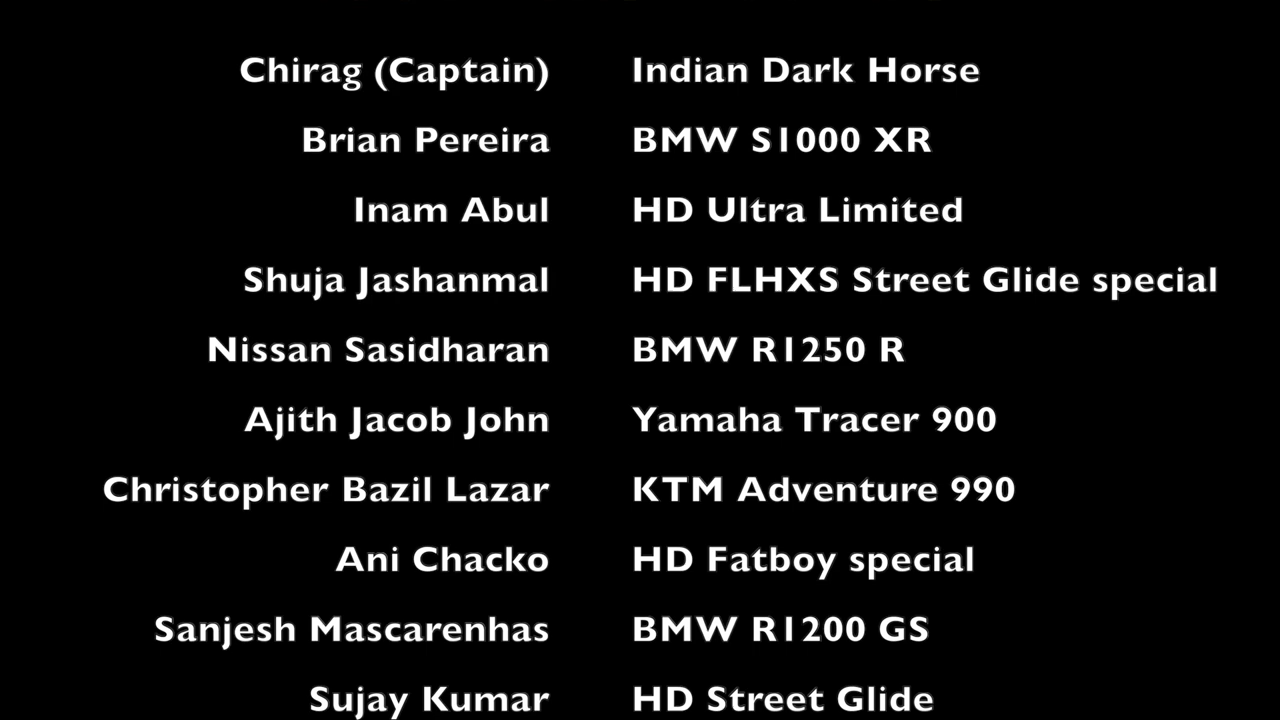 Chirag (Captain) Indian Dark Horse
Brian Pereira BMW S1000 XR
Inam Abul HD Ultra Limited
Shuja Jashanmal HD FLHXS Street Glide special
Nissan Sasidharan BMW R1250 R
Ajith Jacob John Yamaha Tracer 900
Christopher Bazil Lazar KTM Adventure 990
Ani Chacko HD Fatboy special
Sanjesh Mascarenhas BMW R1200 GS
Sujay Kumar HD Street Glide